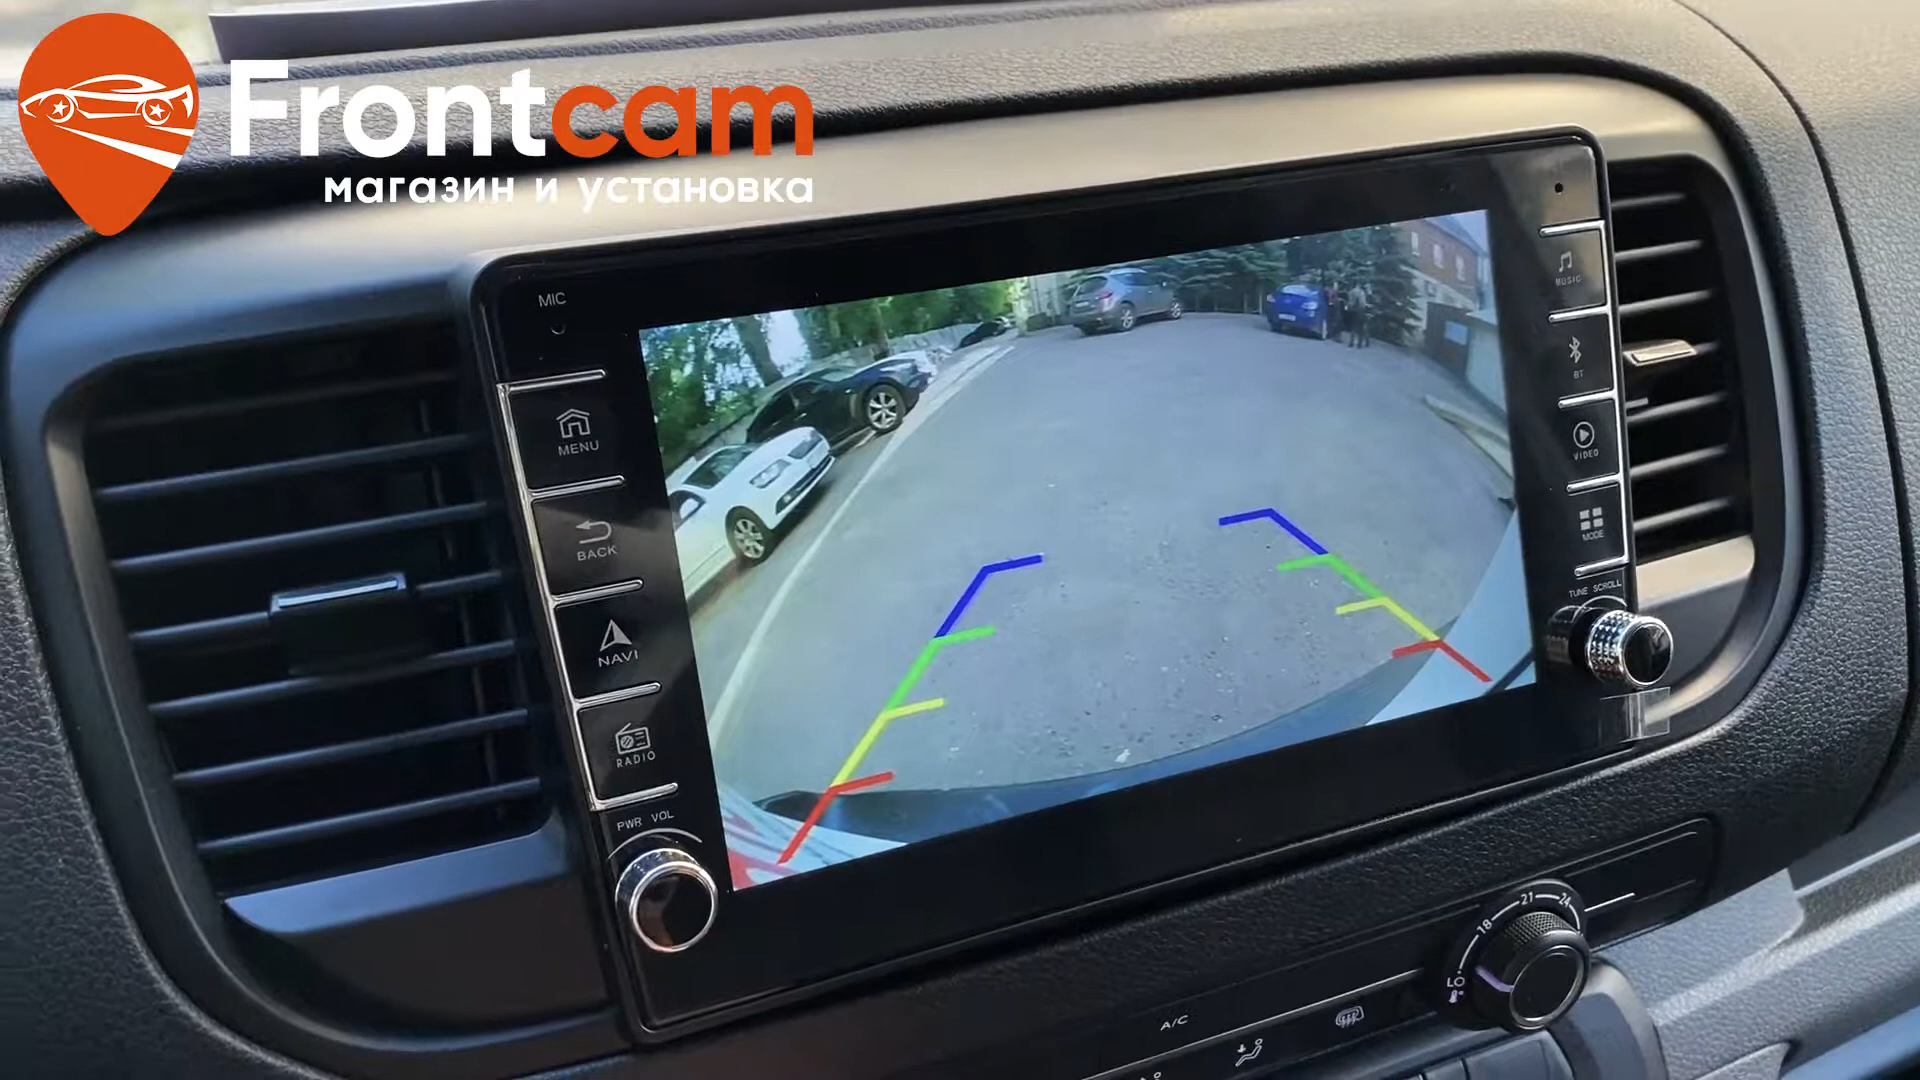 Frontcam
магазин и установка
MIC
MENU
BACK
NAVI
RADIO
PWR VOL
MUSIC
BT
VIDEO
MODE
TUNE SCROLL
LO 18 21 24
A/C